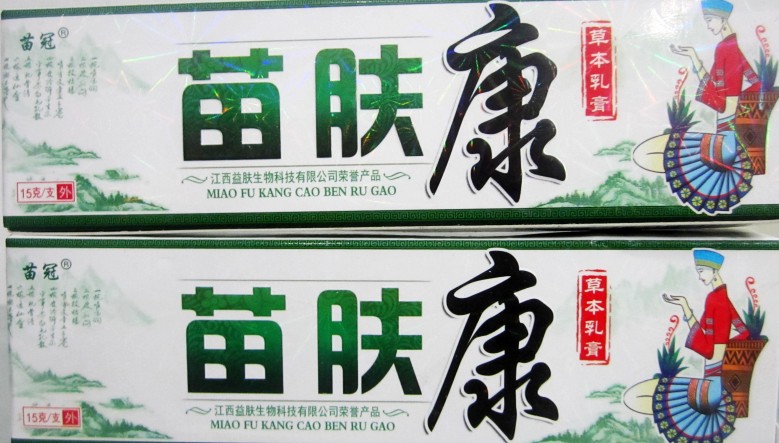 苗冠®
苗肤康
草本乳膏
江西益肤生物科技有限公司荣誉产品
MIAO FU KANG CAO BEN RU GAO
15克/支 外
苗冠®
苗肤康
草本乳膏
江西益肤生物科技有限公司荣誉产品
MIAO FU KANG CAO BEN RU GAO
15克/支 外